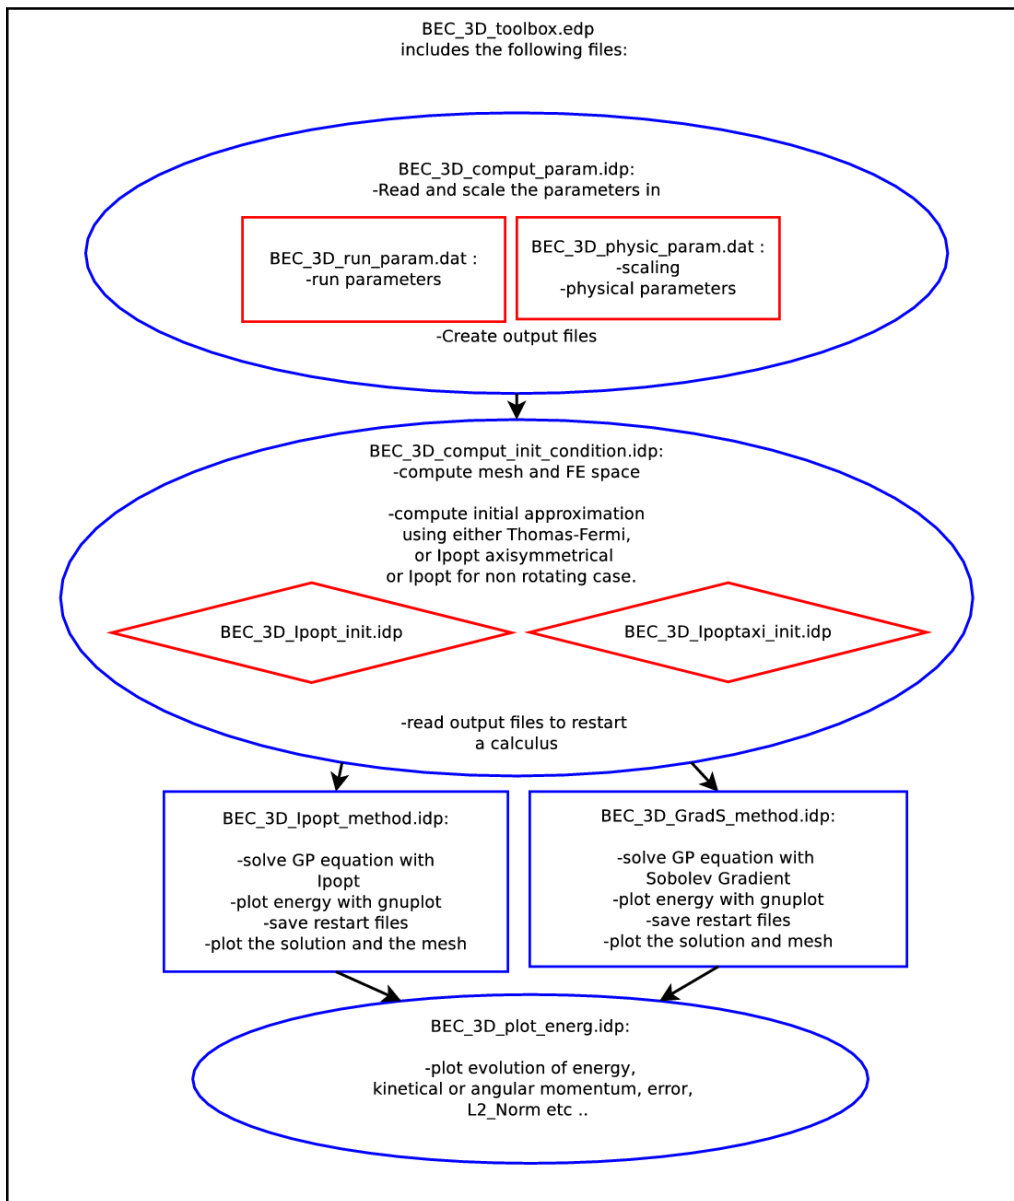 BEC_3D_toolbox.edp
includes the following files:
BEC_3D_comput_param.idp:
-Read and scale the parameters in
BEC_3D_run_param.dat :
-run parameters
BEC_3D_physic_param.dat :
-scaling
-physical parameters
-Create output files
BEC_3D_comput_init_condition.idp:
-compute mesh and FE space
-compute initial approximation
using either Thomas-Fermi,
or Ipopt axisymmetrical
or Ipopt for non rotating case.
BEC_3D_Ipopt_init.idp
BEC_3D_Ipoptaxi_init.idp
-read output files to restart
a calculus
BEC_3D_Ipopt_method.idp:
-solve GP equation with
Ipopt
-plot energy with gnuplot
-save restart files
-plot the solution and the mesh
BEC_3D_GradS_method.idp:
-solve GP equation with
Sobolev Gradient
-plot energy with gnuplot
-save restart files
-plot the solution and mesh
BEC_3D_plot_energ.idp:
-plot evolution of energy,
kinetical or angular momentum, error,
L2_Norm etc ..